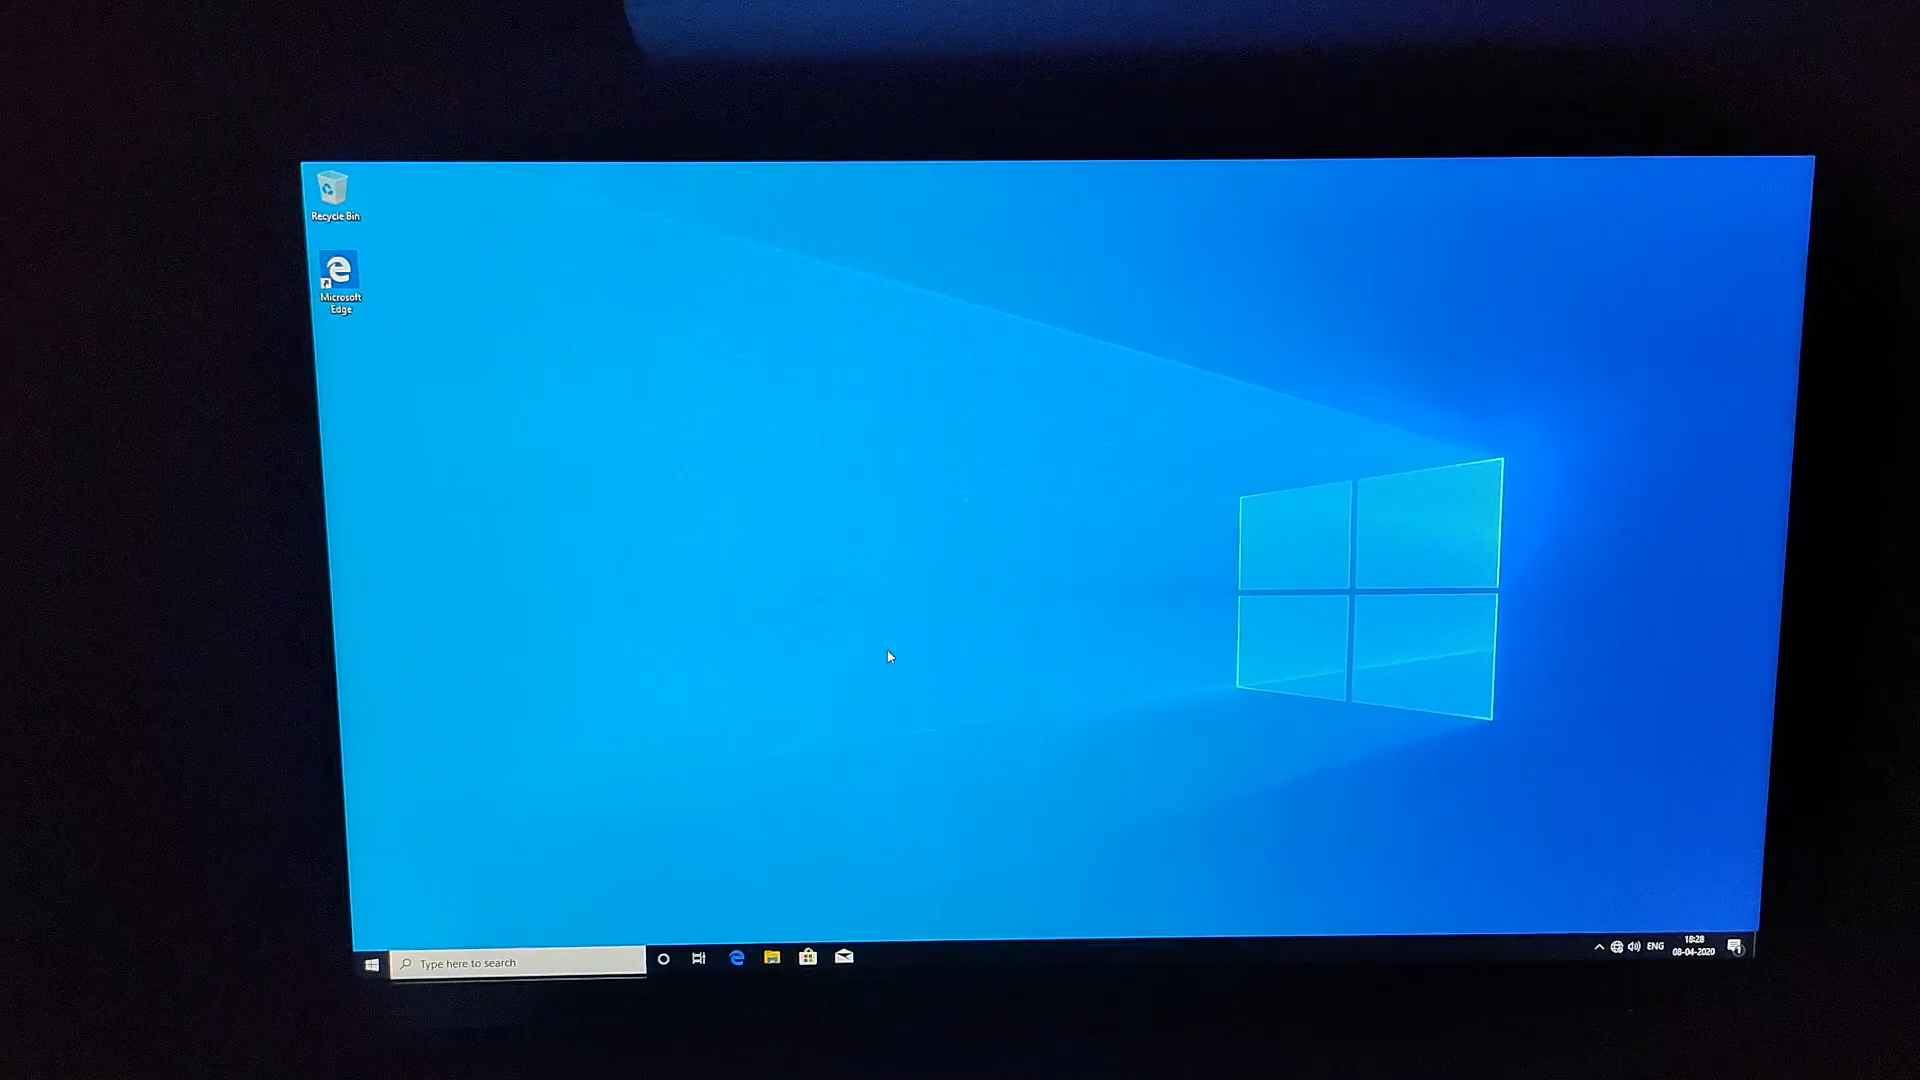 Recycle Bin
Microsoft
Edge
Type here to search
ENG
18:28
08-04-2020